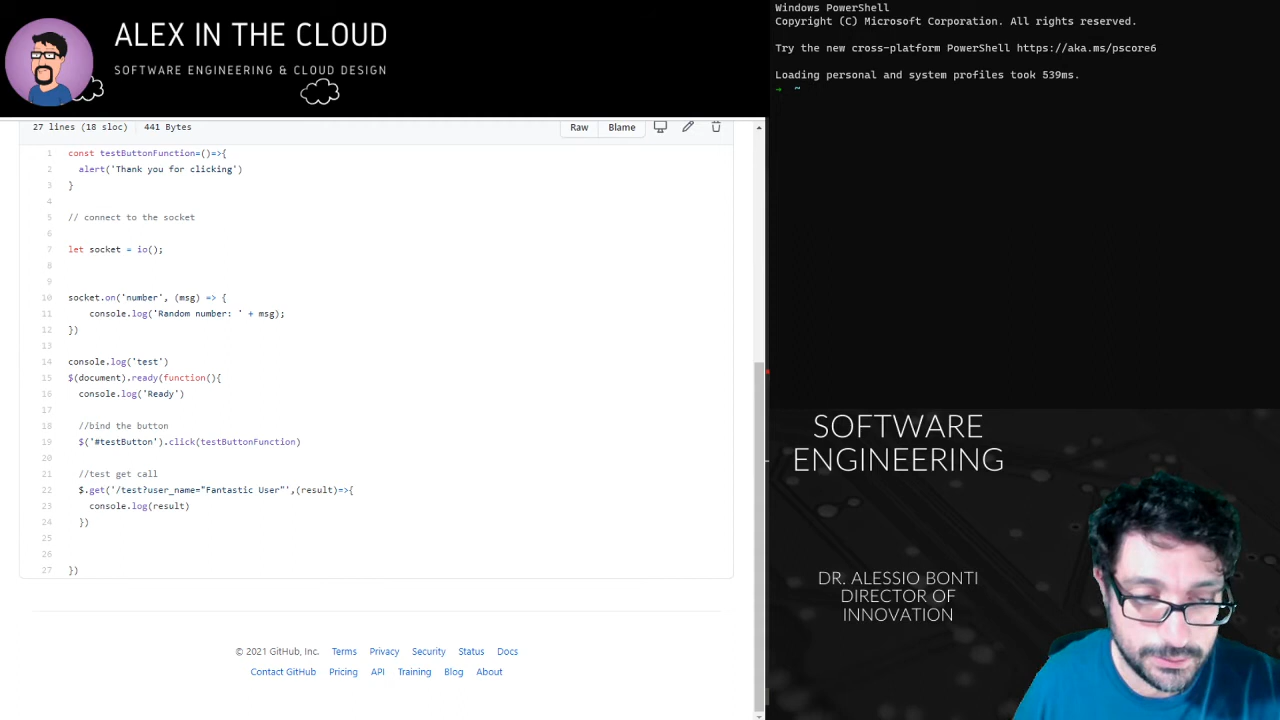 ALEX IN THE CLOUD
SOFTWARE ENGINEERING & CLOUD DESIGN
27 lines (18 sloc) 441 Bytes
Raw Blame
1 const testButtonFunction=()=>{
2 alert('Thank you for clicking')
3 }
4
5 // connect to the socket
6
7 let socket = io();
8
9
10 socket.on('number', (msg) => {
11 console.log('Random number: ' + msg);
12 })
13
14 console.log('test')
15 $(document).ready(function(){
16 console.log('Ready')
17
18 //bind the button
19 $('#testButton').click(testButtonFunction)
20
21 //test get call
22 $.get('/test?user_name="Fantastic User"',(result)=>{
23 console.log(result)
24 })
25
26
27 })
© 2021 GitHub, Inc. Terms Privacy Security Status Docs
Contact GitHub Pricing API Training Blog About
Windows PowerShell
Copyright (C) Microsoft Corporation. All rights reserved.
Try the new cross-platform PowerShell https://aka.ms/pscore6
Loading personal and system profiles took 539ms.
→ ~
SOFTWARE
ENGINEERING
DR. ALESSIO BONTI
DIRECTOR OF
INNOVATION